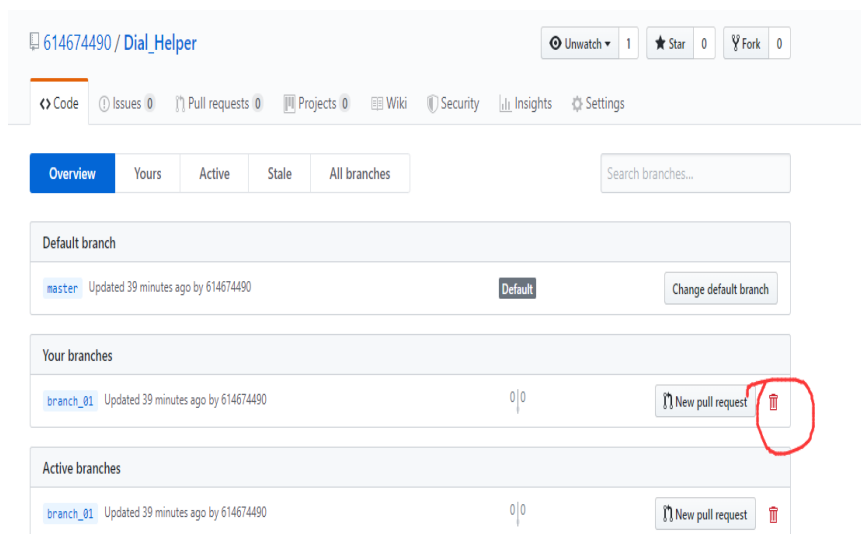 614674490 / Dial_Helper
Unwatch 1 Star 0 Fork 0
Code Issues 0 Pull requests 0 Projects 0 Wiki Security Insights Settings
Overview Yours Active Stale All branches Search branches...
Default branch
master Updated 39 minutes ago by 614674490 Default Change default branch
Your branches
branch_01 Updated 39 minutes ago by 614674490 0 0 New pull request
Active branches
branch_01 Updated 39 minutes ago by 614674490 0 0 New pull request